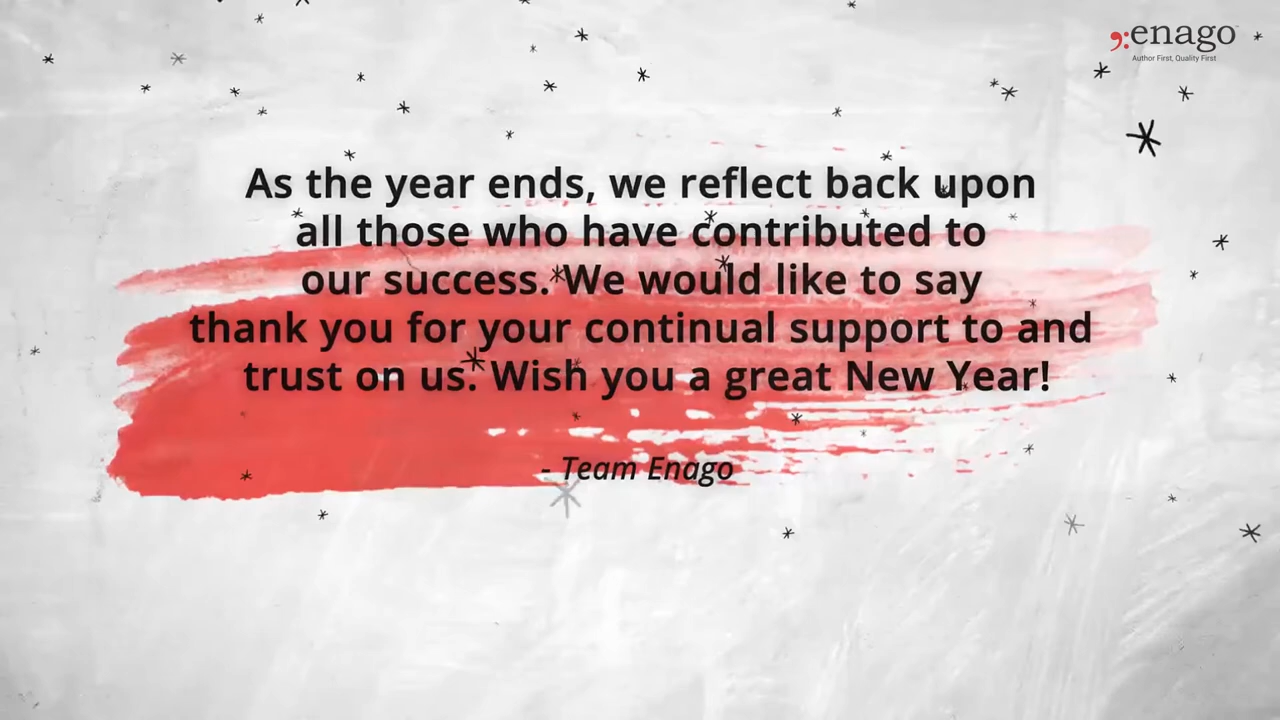 enago
Author First, Quality First
As the year ends, we reflect back upon
all those who have contributed to
our success. We would like to say
thank you for your continual support to and
trust on us. Wish you a great New Year!
- Team Enago